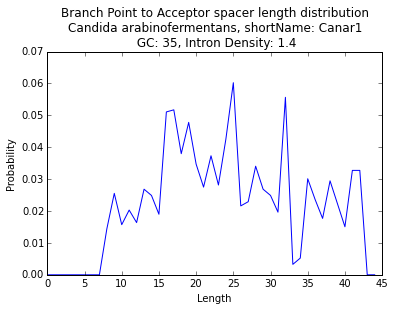 Branch Point to Acceptor spacer length distribution
Candida arabinofermentans, shortName: Canar1
GC: 35, Intron Density: 1.4
0.07
0.06
0.05
0.04
0.03
0.02
0.01
0.00
Probability
0 5 10 15 20 25 30 35 40 45
Length